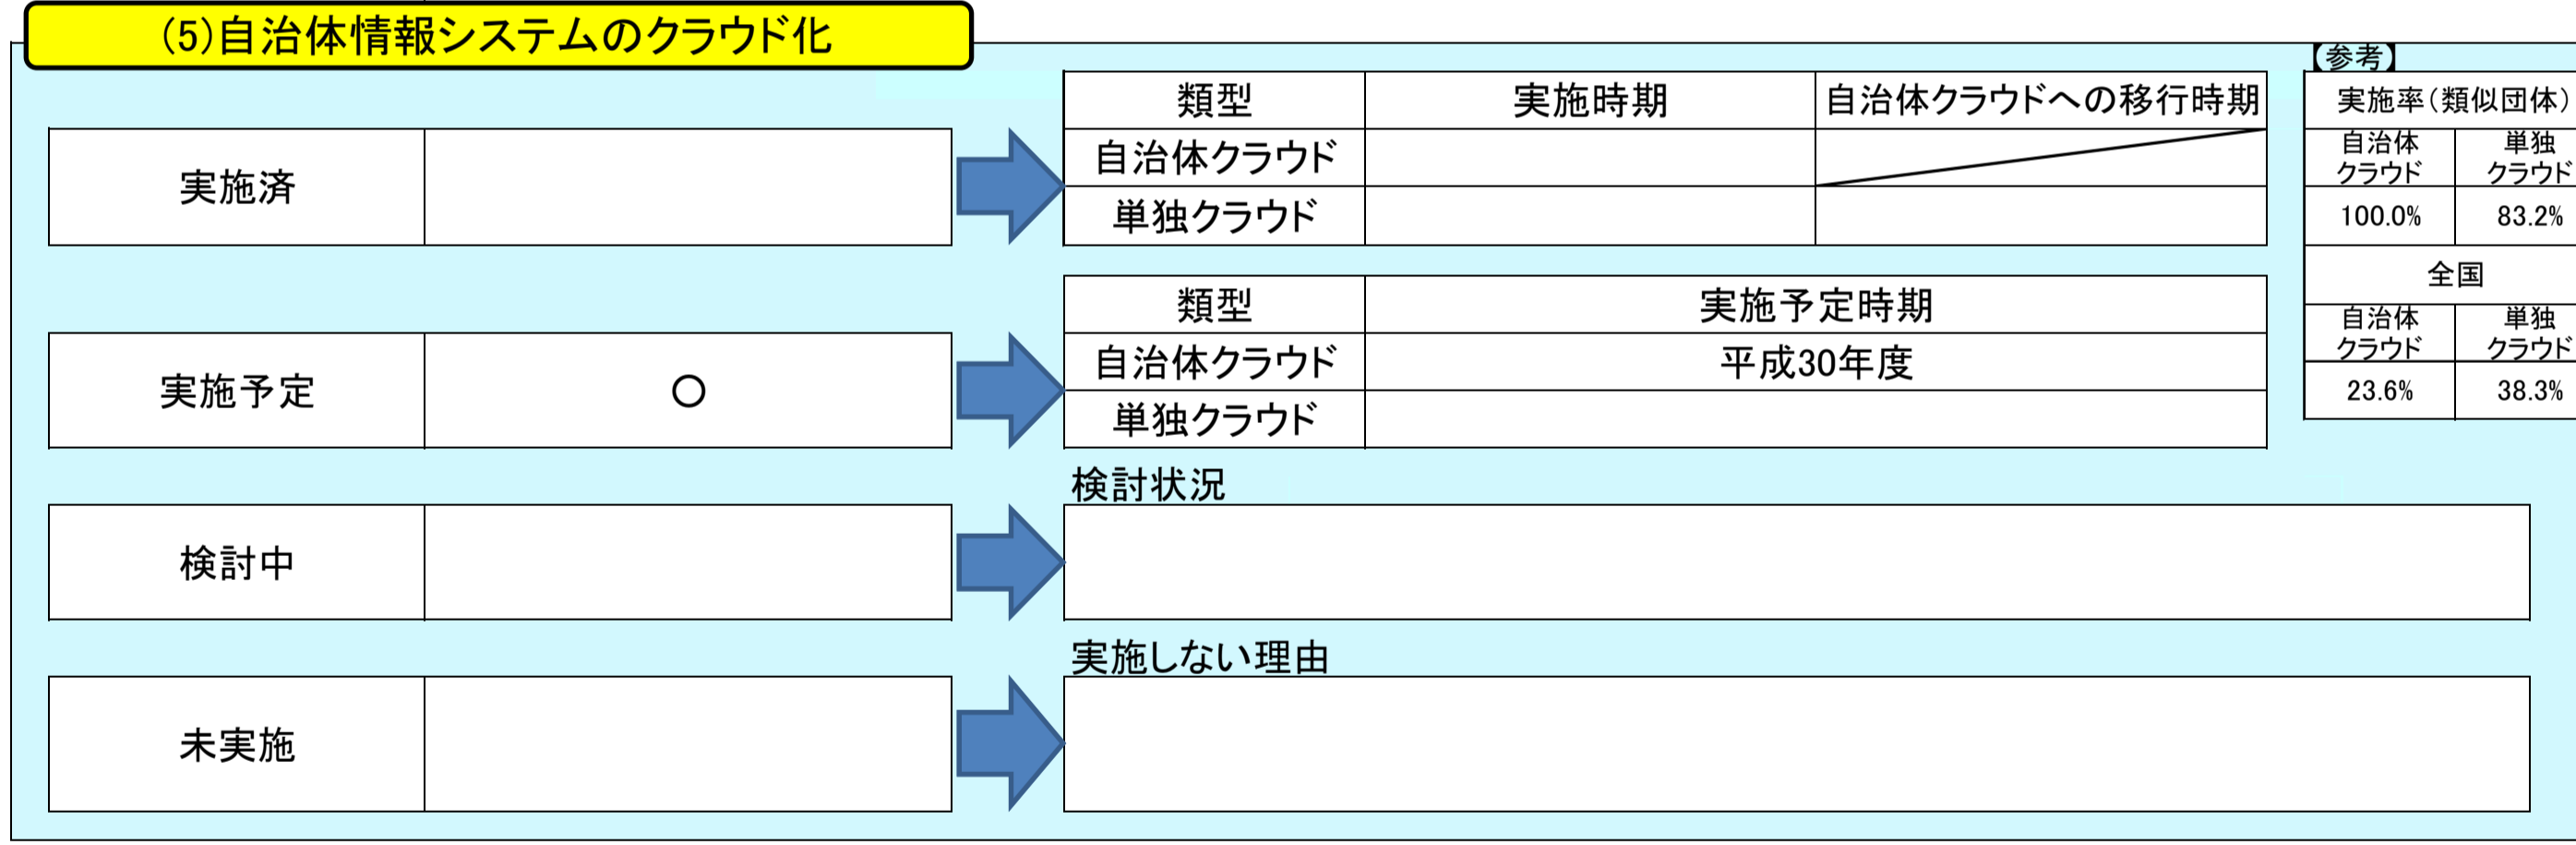 (5)自治体情報システムのクラウド化
【参考】
類型 実施時期 自治体クラウドへの移行時期
実施率(類似団体)
実施済
自治体クラウド
単独クラウド
自治体
クラウド
単独
クラウド
100.0% 83.2%
全国
類型 実施予定時期
実施予定 〇
自治体クラウド 平成30年度
単独クラウド
自治体
クラウド
単独
クラウド
23.6% 38.3%
検討状況
検討中
実施しない理由
未実施